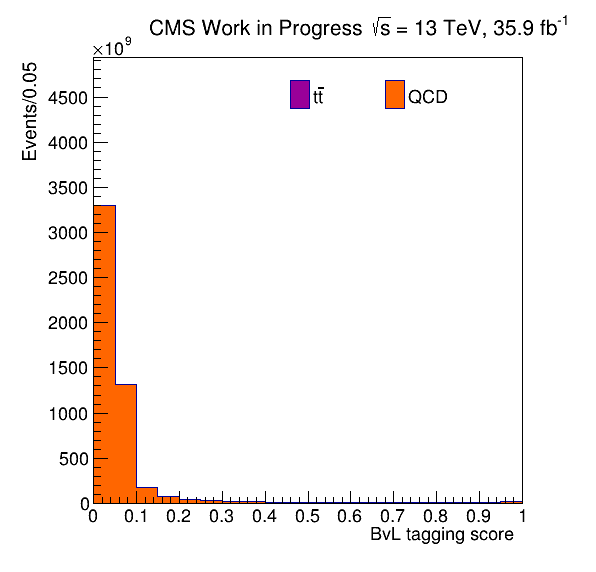 CMS Work in Progress √s = 13 TeV, 35.9 fb⁻¹
×10⁹
Events/0.05
tt̄
QCD
4500
4000
3500
3000
2500
2000
1500
1000
500
0
0 0.1 0.2 0.3 0.4 0.5 0.6 0.7 0.8 0.9 1
BvL tagging score